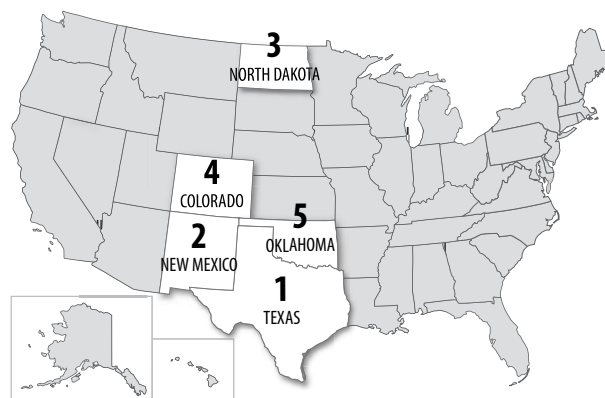 3
NORTH DAKOTA
4
COLORADO
2
NEW MEXICO
5
OKLAHOMA
1
TEXAS